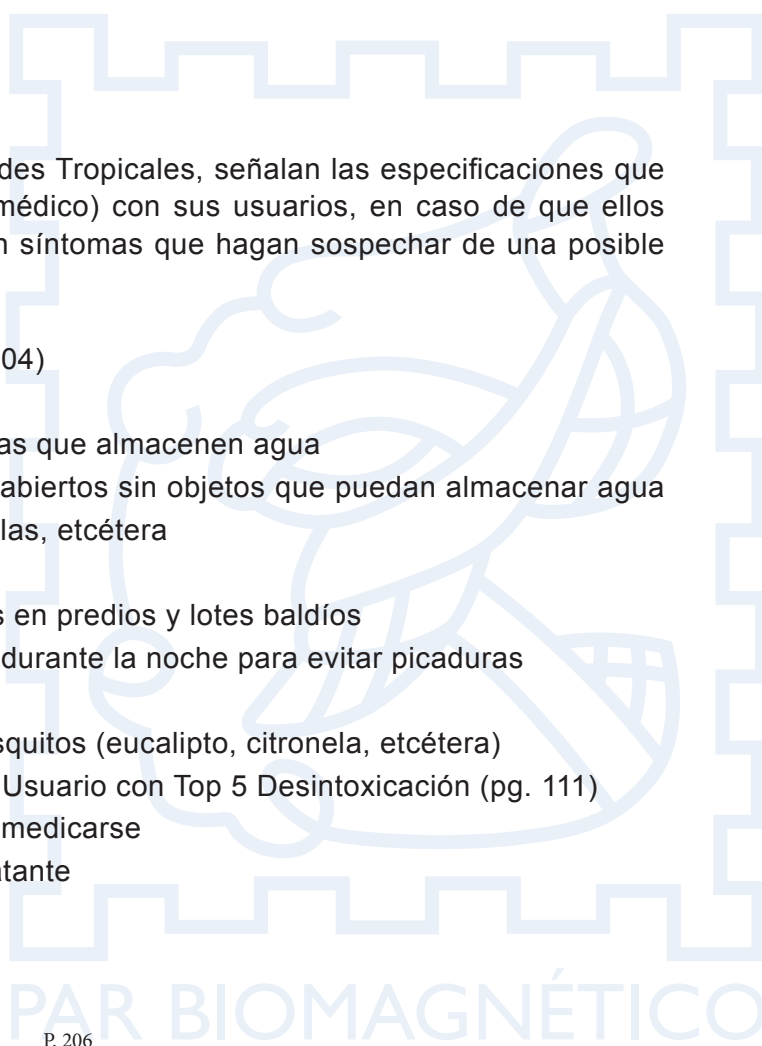 des Tropicales, señalan las especificaciones que
médico) con sus usuarios, en caso de que ellos
n síntomas que hagan sospechar de una posible
04)
as que almacenen agua
abiertos sin objetos que puedan almacenar agua
las, etcétera
s en predios y lotes baldíos
durante la noche para evitar picaduras
squitos (eucalipto, citronela, etcétera)
Usuario con Top 5 Desintoxicación (pg. 111)
medicarse
atante
PAR BIOMAGNÉTICO
P. 206